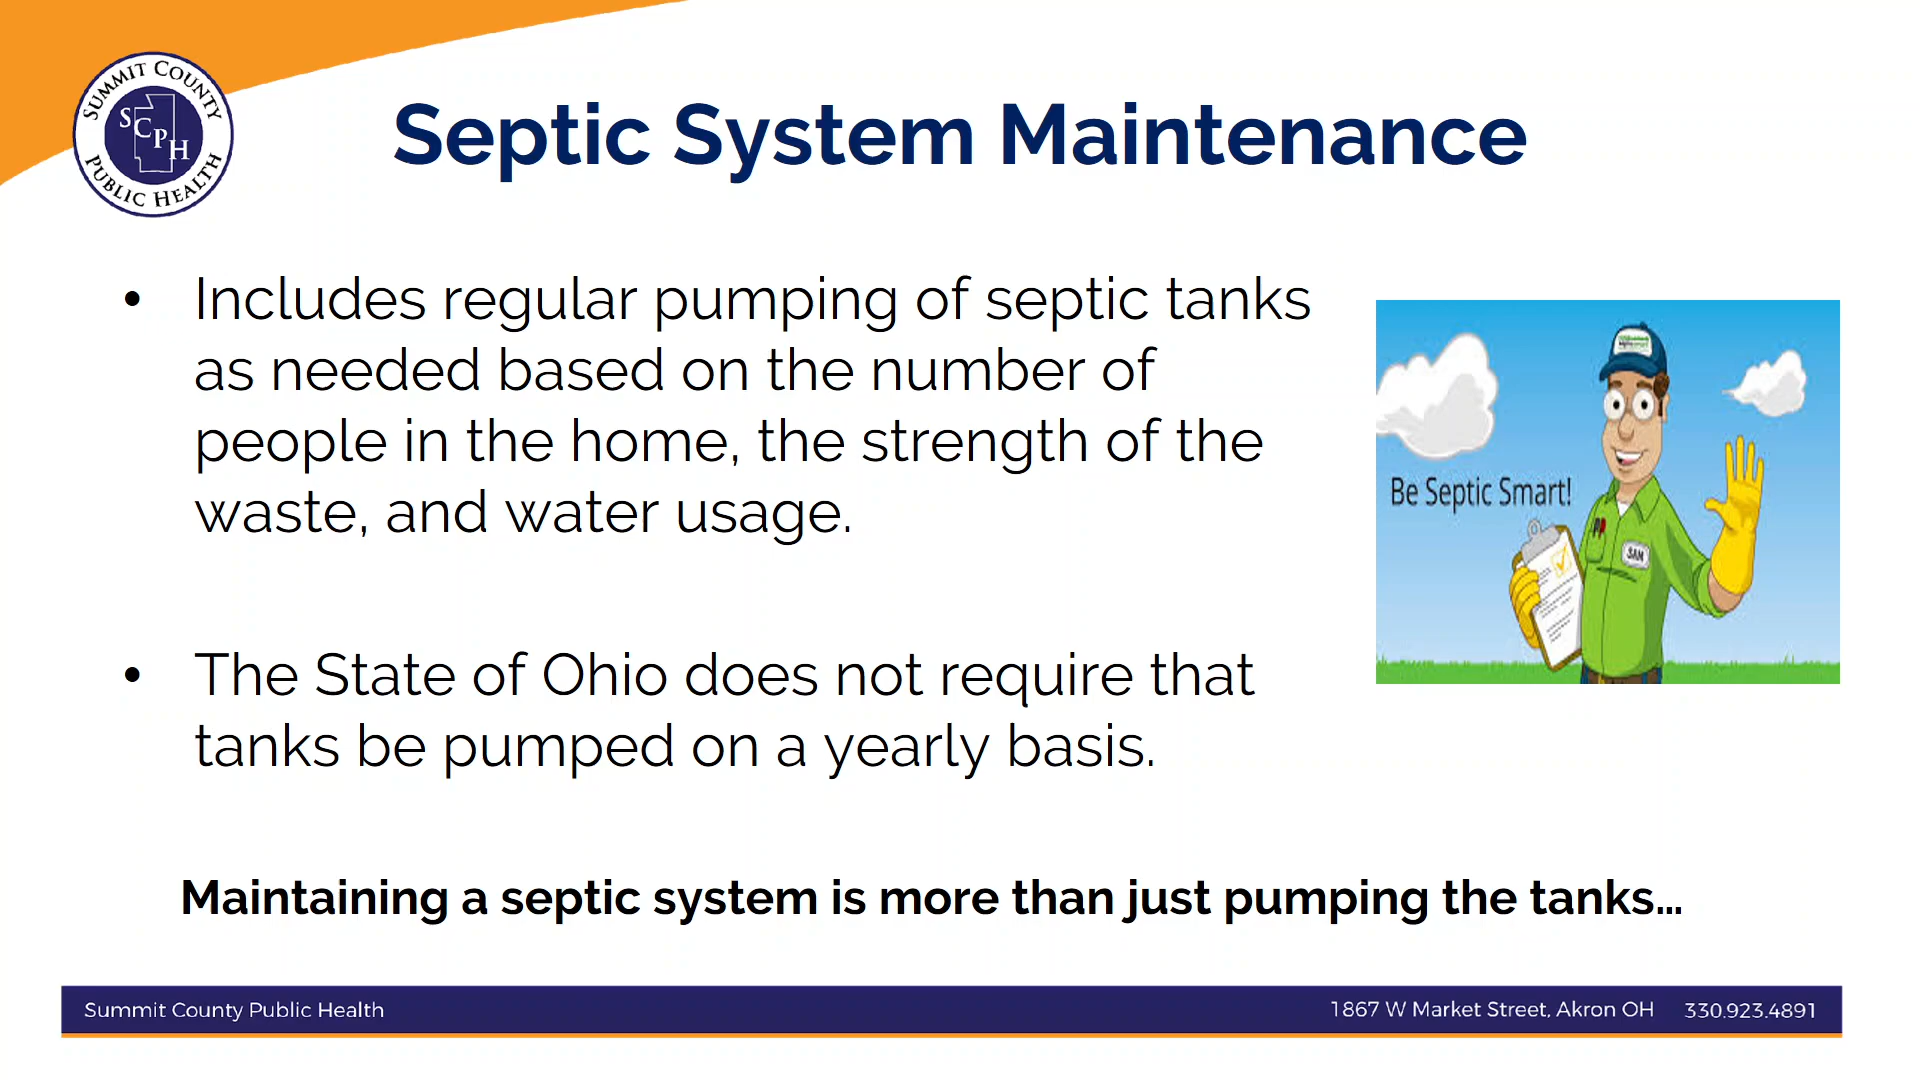 SUMMIT COUNTY
SCPH
PUBLIC HEALTH
Septic System Maintenance
• Includes regular pumping of septic tanks
as needed based on the number of
people in the home, the strength of the
waste, and water usage.
Be Septic Smart!
SAM
• The State of Ohio does not require that
tanks be pumped on a yearly basis.
Maintaining a septic system is more than just pumping the tanks...
Summit County Public Health
1867 W Market Street, Akron OH 330.923.4891